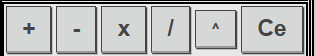 + - x / ^ Ce